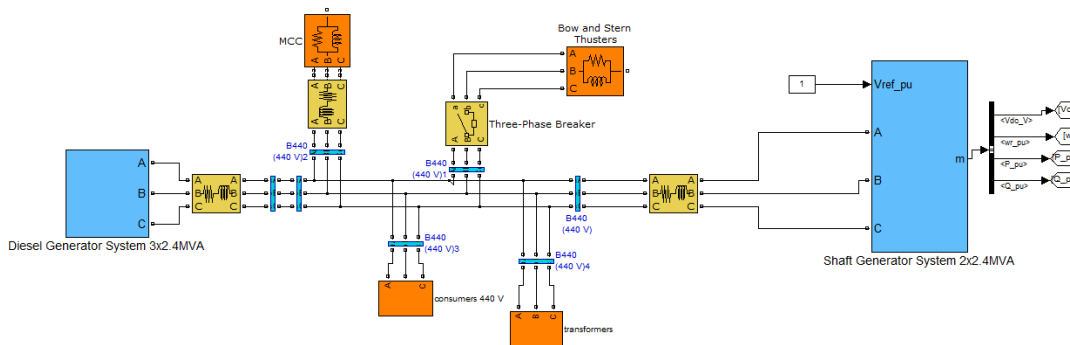 MCC
A B C
A B C
B440
(440 V)2
Bow and Stern
Thusters
A
B
C
a b c
A B C
Three-Phase Breaker
B440
(440 V)1
A
B
C
Diesel Generator System 3x2.4MVA
A A
B B
C C
B440
(440 V)3
A C
consumers 440 V
B440
(440 V)
B440
(440 V)4
A B C
transformers
A A
B B
C C
1
Vref_pu
A
B
C
m
Shaft Generator System 2x2.4MVA
<Vdc_V>
<wr_pu>
<P_pu>
<Q_pu>